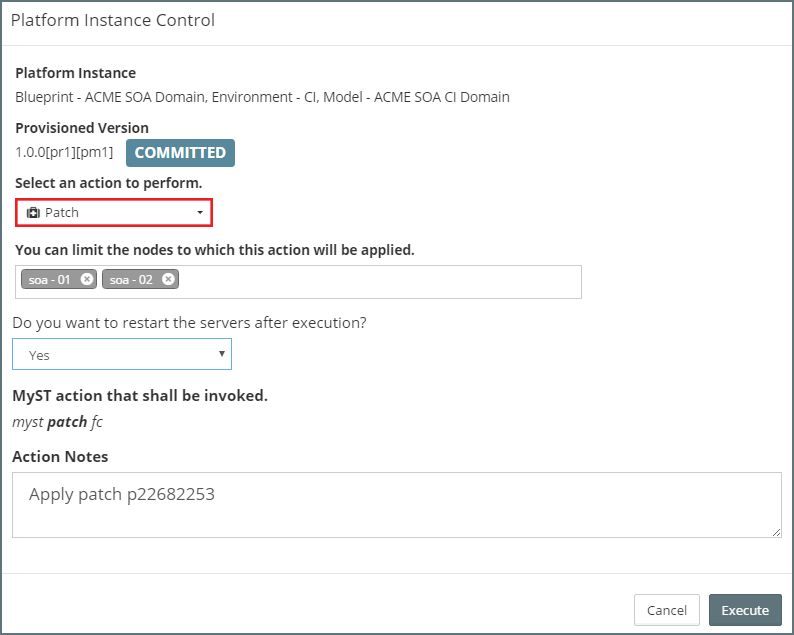 Platform Instance Control
Platform Instance
Blueprint - ACME SOA Domain, Environment - CI, Model - ACME SOA CI Domain
Provisioned Version
1.0.0[pr1][pm1] COMMITTED
Select an action to perform.
Patch
You can limit the nodes to which this action will be applied.
soa - 01 soa - 02
Do you want to restart the servers after execution?
Yes
MyST action that shall be invoked.
myst patch fc
Action Notes
Apply patch p22682253
Cancel Execute